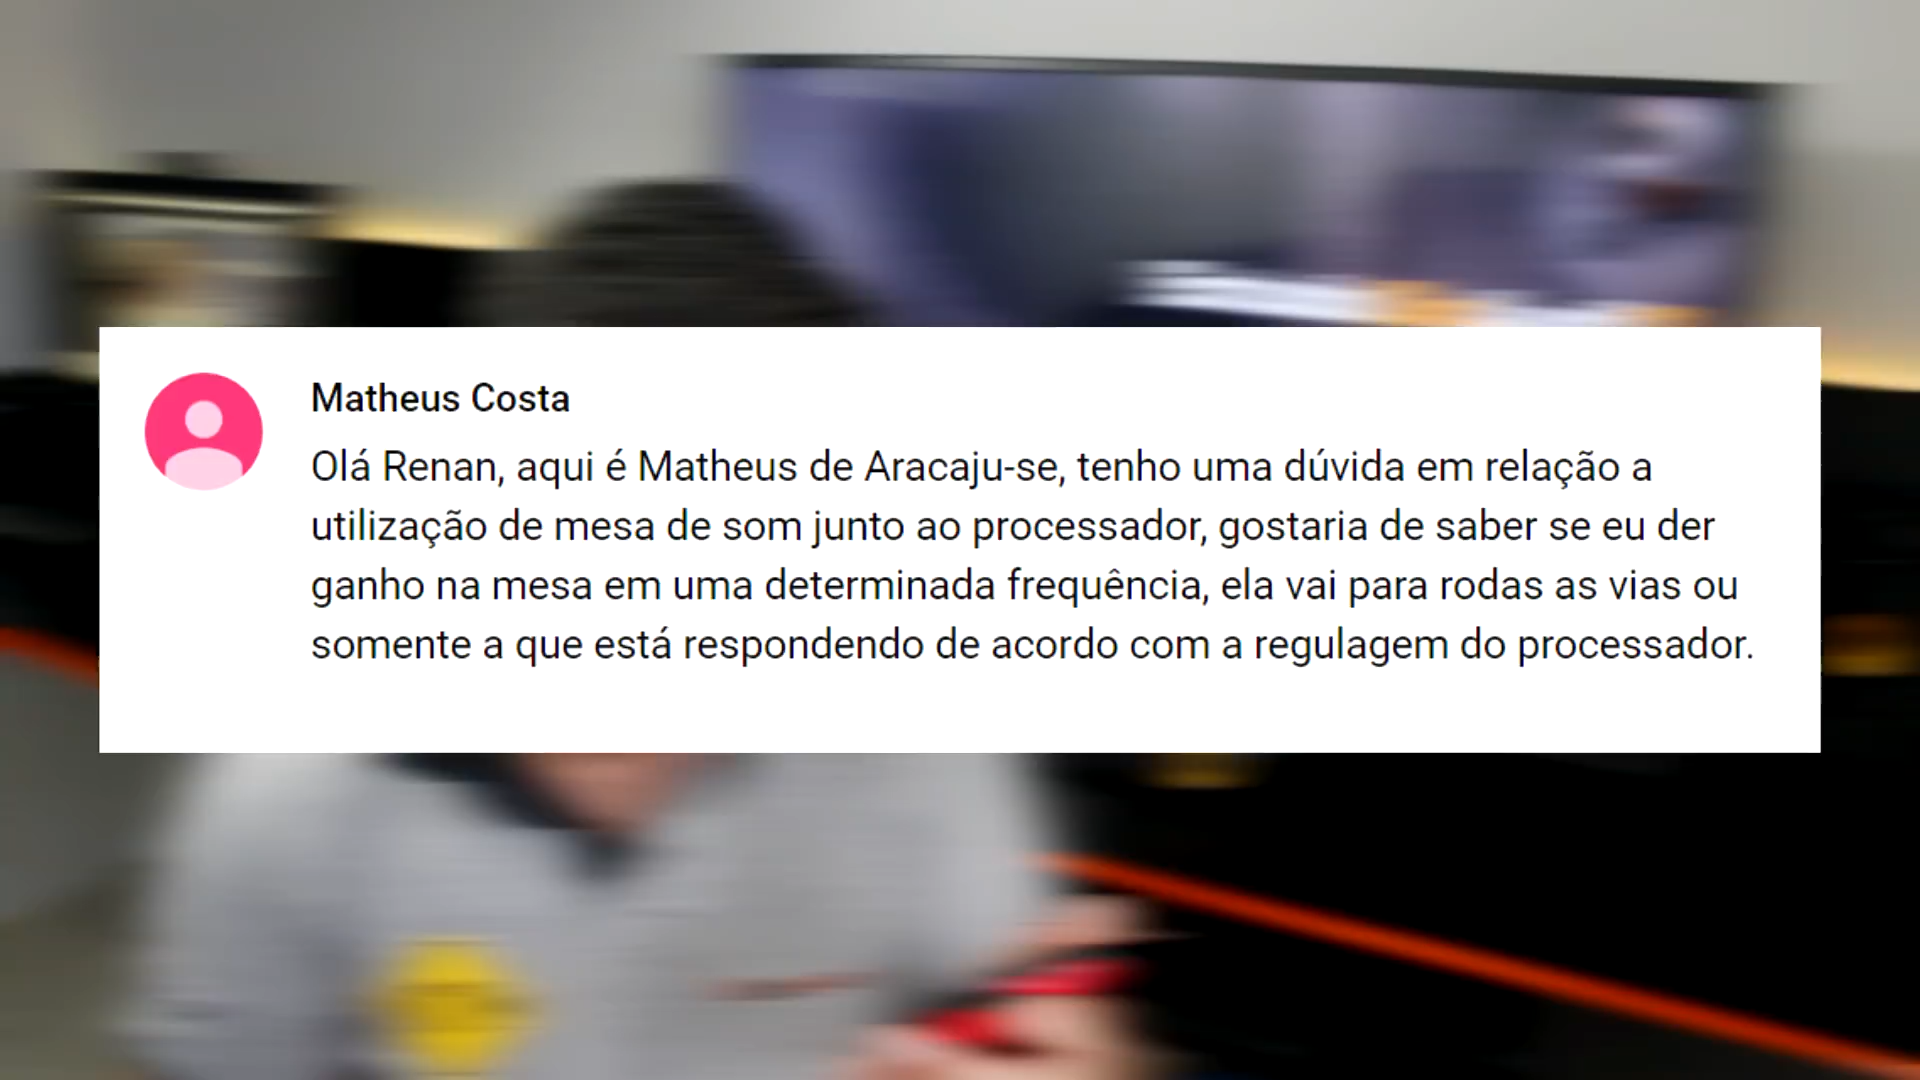 Matheus Costa
Olá Renan, aqui é Matheus de Aracaju-se, tenho uma dúvida em relação a
utilização de mesa de som junto ao processador, gostaria de saber se eu der
ganho na mesa em uma determinada frequência, ela vai para rodas as vias ou
somente a que está respondendo de acordo com a regulagem do processador.